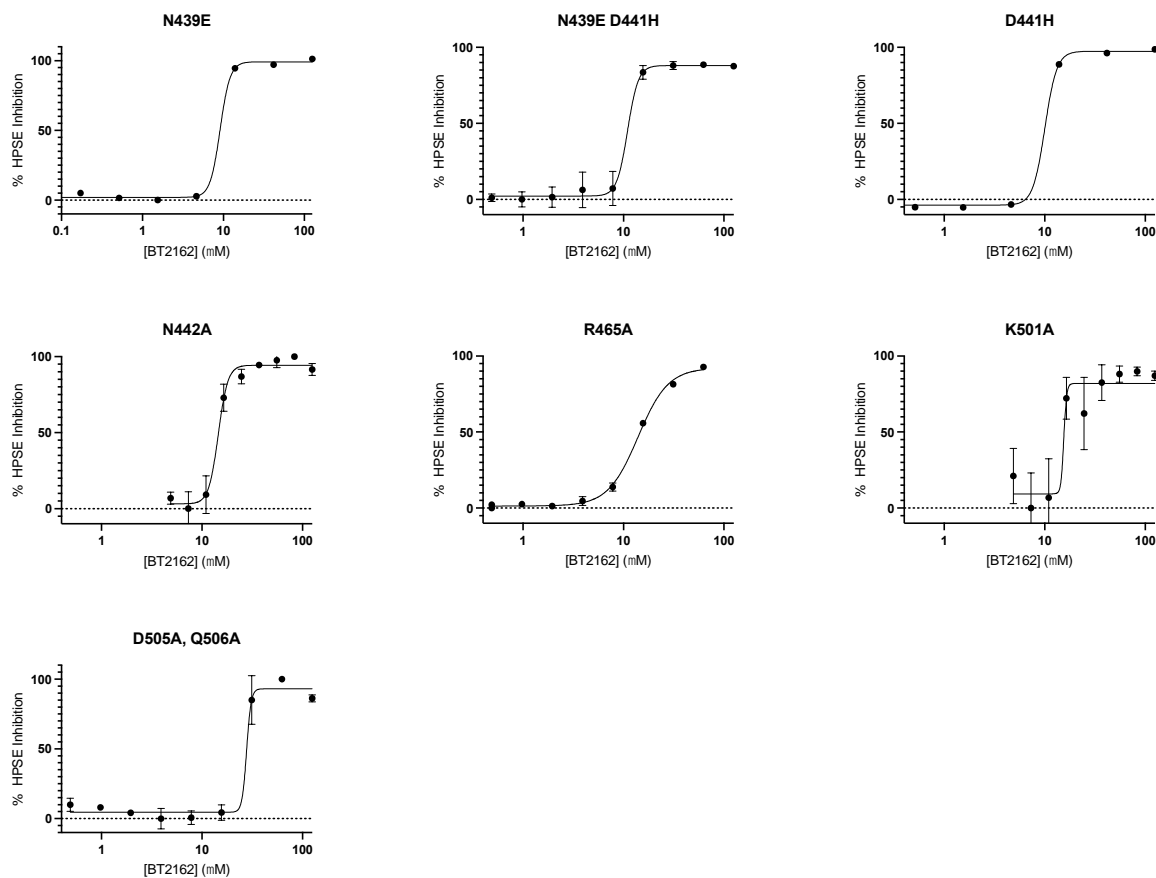 N439E
% HPSE Inhibition
100
50
0
0.1
1
10
100
[BT2162] (mM)
N439E D441H
% HPSE Inhibition
100
50
0
1
10
100
[BT2162] (mM)
D441H
% HPSE Inhibition
100
50
0
1
10
100
[BT2162] (mM)
N442A
% HPSE Inhibition
100
50
0
1
10
100
[BT2162] (mM)
R465A
% HPSE Inhibition
100
50
0
1
10
100
[BT2162] (mM)
K501A
% HPSE Inhibition
100
50
0
1
10
100
[BT2162] (mM)
D505A, Q506A
% HPSE Inhibition
100
50
0
1
10
100
[BT2162] (mM)